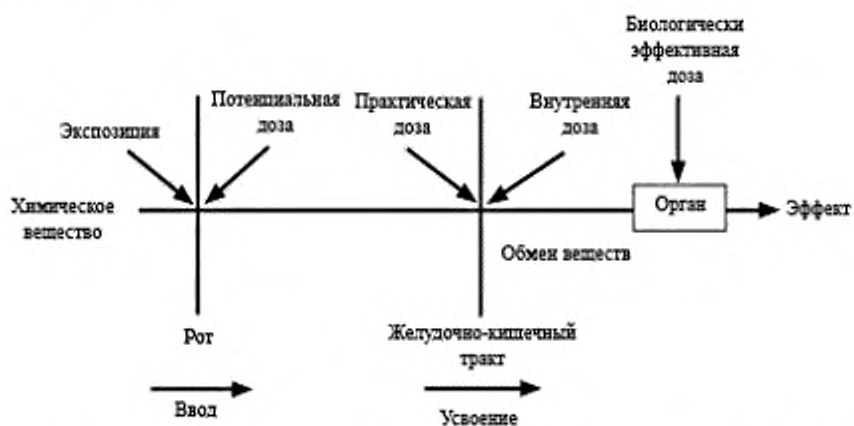 Биологически
эффективная
доза
Потенциальная
доза
Практическая
доза
Внутренняя
доза
Экспозиция
Химическое
вещество
Орган
Эффект
Обмен веществ
Рот
Желудочно-кишечный
тракт
Ввод
Усвоение